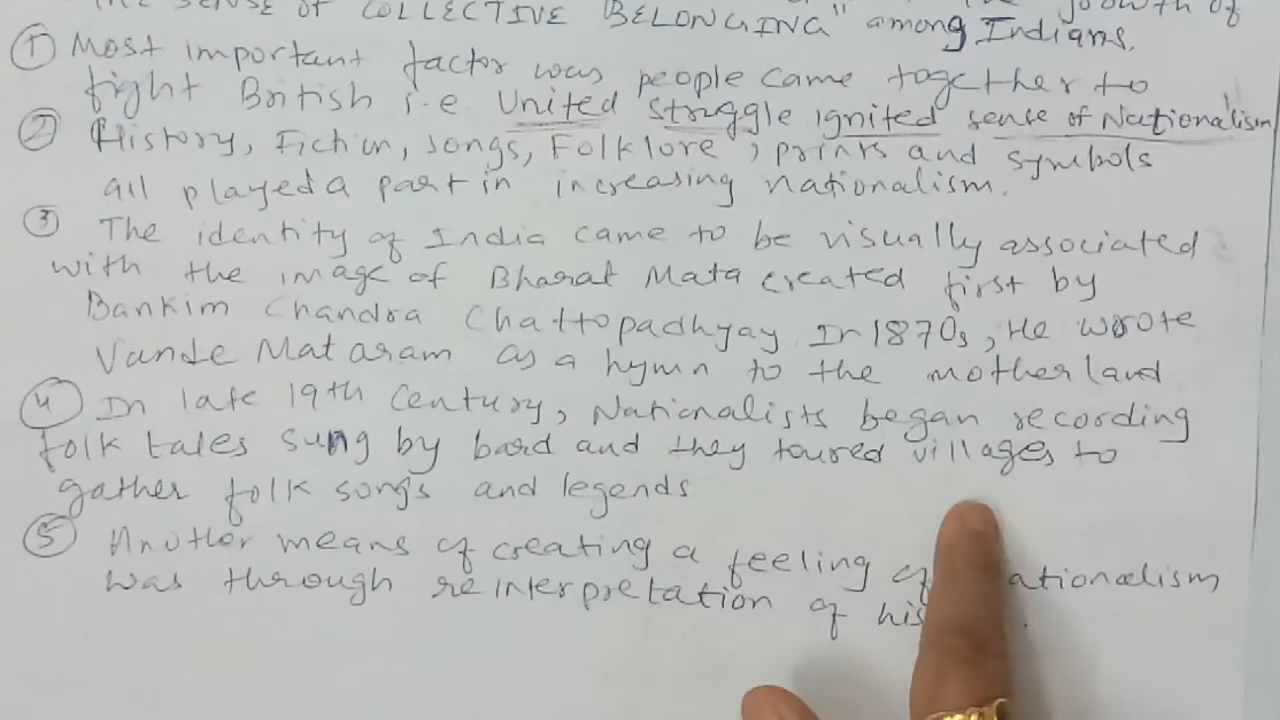 SENSE OF COLLECTIVE BELONGING" among Indians.
① Most important factor was people came together to
fight British i.e United struggle ignited sense of Nationalism
② History, Fiction, songs, Folklore, prints and symbols
all played a part in increasing nationalism.
③ The identity of India came to be visually associated
with the image of Bharat Mata created first by
Bankim Chandra Chattopadhyay In 1870s, He wrote
Vande Mataram as a hymn to the motherland
④ In late 19th century, Nationalists began recording
folk tales sung by bard and they toured villages to
gather folk songs and legends
⑤ Another means of creating a feeling of ationalism
was through reinterpretation of his